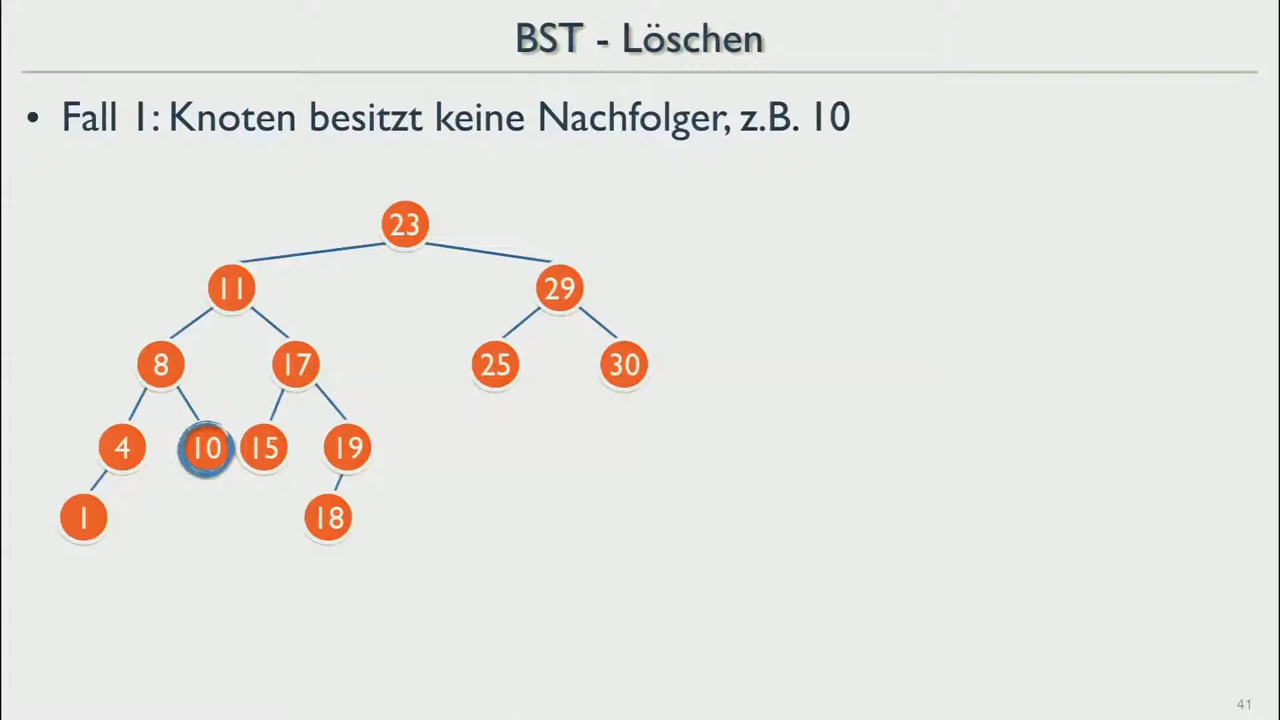 BST - Löschen
• Fall 1: Knoten besitzt keine Nachfolger, z.B. 10
23
11 29
8 17 25 30
4 10 15 19
1 18
41